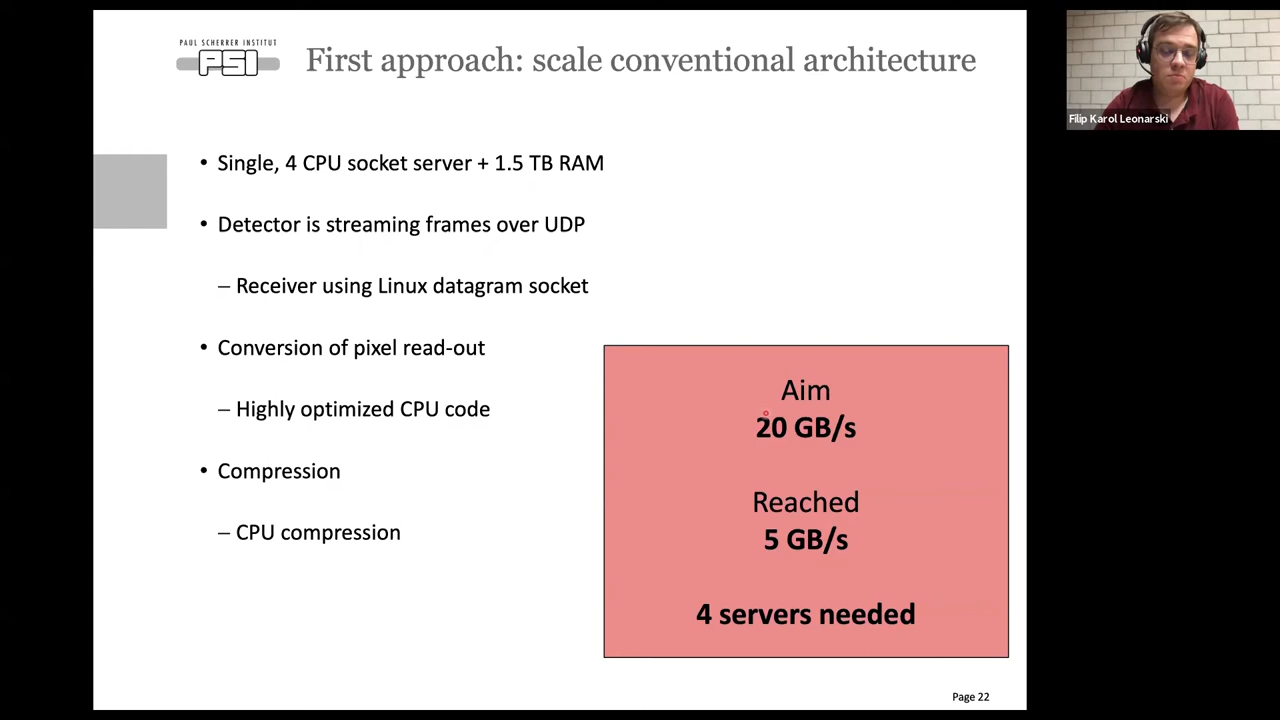 PAUL SCHERRER INSTITUT
PSI
First approach: scale conventional architecture
• Single, 4 CPU socket server + 1.5 TB RAM
• Detector is streaming frames over UDP
– Receiver using Linux datagram socket
• Conversion of pixel read-out
– Highly optimized CPU code
• Compression
– CPU compression
Aim
20 GB/s
Reached
5 GB/s
4 servers needed
Page 22
Filip Karol Leonarski